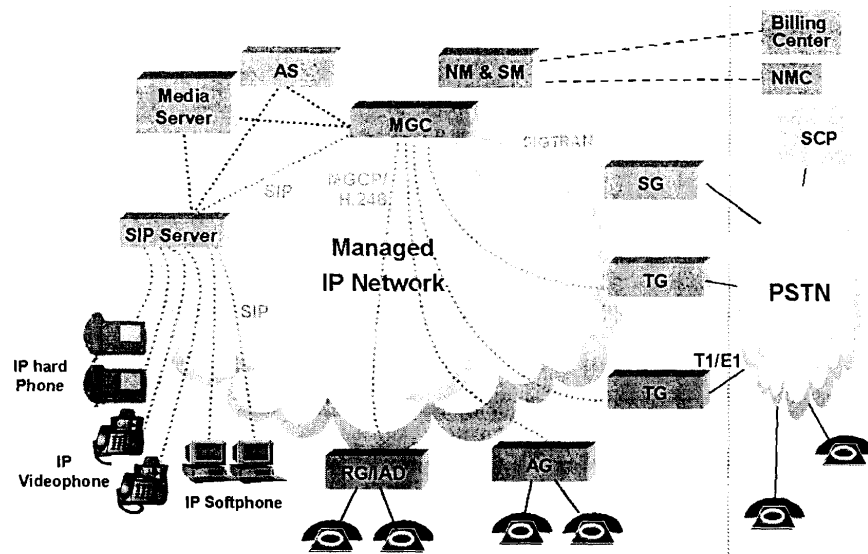 Billing
Center
AS
NM & SM
NMC
Media
Server
MGC
SIGTRAN
SCP
SIP
MGCP/
H.248
SG
SIP Server
Managed
IP Network
TG
PSTN
SIP
T1/E1
IP hard
Phone
TG
IP
Videophone
IP Softphone
RG/IAD
AG